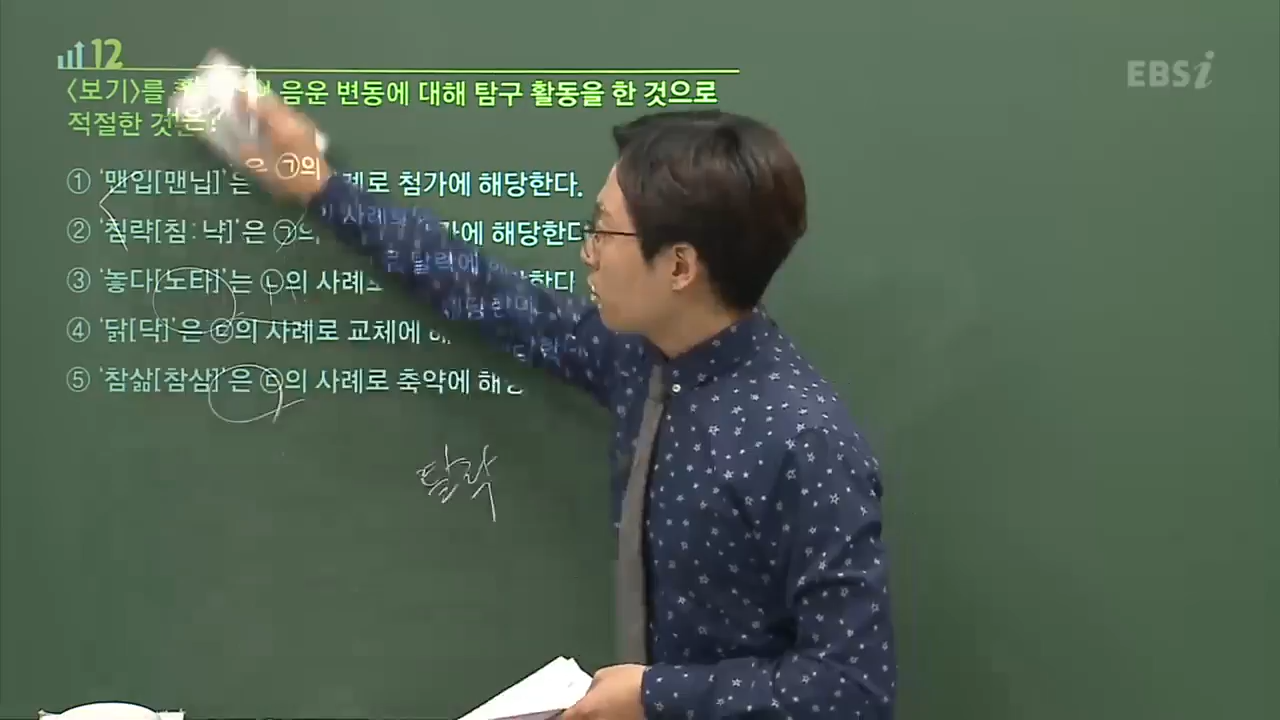 12
EBSi
〈보기〉를 음운 변동에 대해 탐구 활동을 한 것으로
적절한 것은?
① '맨입[맨닙]'은 ㉠의 사례로 첨가에 해당한다.
② '침략[침:냑]'은 ㉠의 해당한다
③ '놓다[노타]'는 ㉡의 사례로
④ '닭[닥]'은 ㉢의 사례로 교체에
⑤ '참삶[참삼]'은 ㉢의 사례로 축약에
탈락